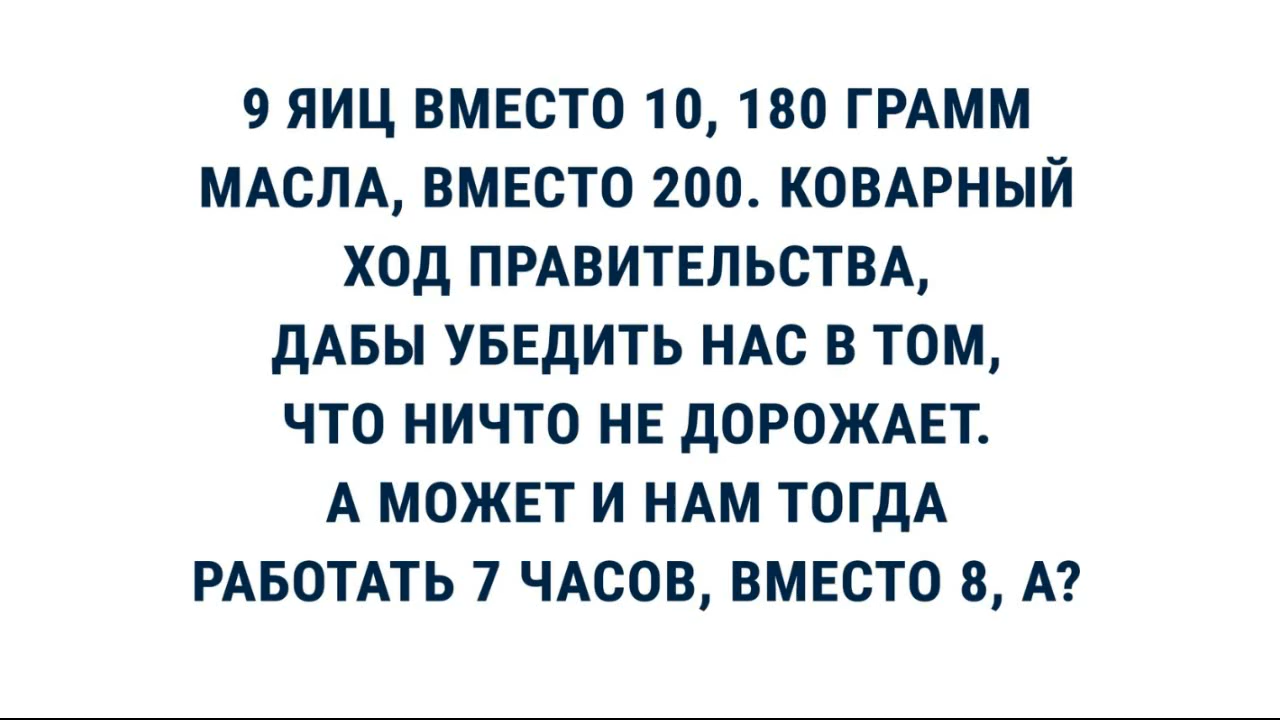 9 ЯИЦ ВМЕСТО 10, 180 ГРАММ
МАСЛА, ВМЕСТО 200. КОВАРНЫЙ
ХОД ПРАВИТЕЛЬСТВА,
ДАБЫ УБЕДИТЬ НАС В ТОМ,
ЧТО НИЧТО НЕ ДОРОЖАЕТ.
А МОЖЕТ И НАМ ТОГДА
РАБОТАТЬ 7 ЧАСОВ, ВМЕСТО 8, А?